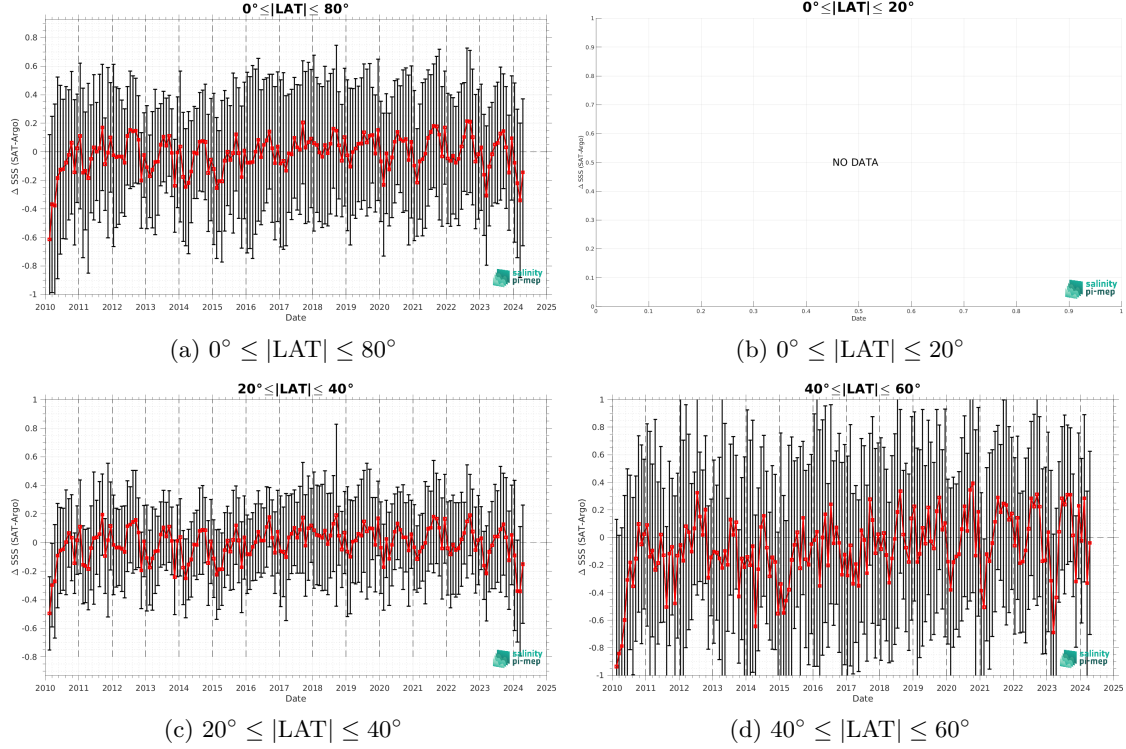 0°≤|LAT|≤ 80°
Δ SSS (SAT-Argo)
0.8
0.6
0.4
0.2
0
-0.2
-0.4
-0.6
-0.8
-1
2010 2011 2012 2013 2014 2015 2016 2017 2018 2019 2020 2021 2022 2023 2024 2025
Date
salinity
pi-mep
(a) 0° ≤ |LAT| ≤ 80°
0°≤|LAT|≤ 20°
Δ SSS (SAT-Argo)
1
0.9
0.8
0.7
0.6
0.5
0.4
0.3
0.2
0.1
0
NO DATA
0 0.1 0.2 0.3 0.4 0.5 0.6 0.7 0.8 0.9 1
Date
salinity
pi-mep
(b) 0° ≤ |LAT| ≤ 20°
20°≤|LAT|≤ 40°
Δ SSS (SAT-Argo)
1
0.8
0.6
0.4
0.2
0
-0.2
-0.4
-0.6
-0.8
2010 2011 2012 2013 2014 2015 2016 2017 2018 2019 2020 2021 2022 2023 2024 2025
Date
salinity
pi-mep
(c) 20° ≤ |LAT| ≤ 40°
40°≤|LAT|≤ 60°
Δ SSS (SAT-Argo)
1
0.8
0.6
0.4
0.2
0
-0.2
-0.4
-0.6
-0.8
-1
2010 2011 2012 2013 2014 2015 2016 2017 2018 2019 2020 2021 2022 2023 2024 2025
Date
salinity
pi-mep
(d) 40° ≤ |LAT| ≤ 60°